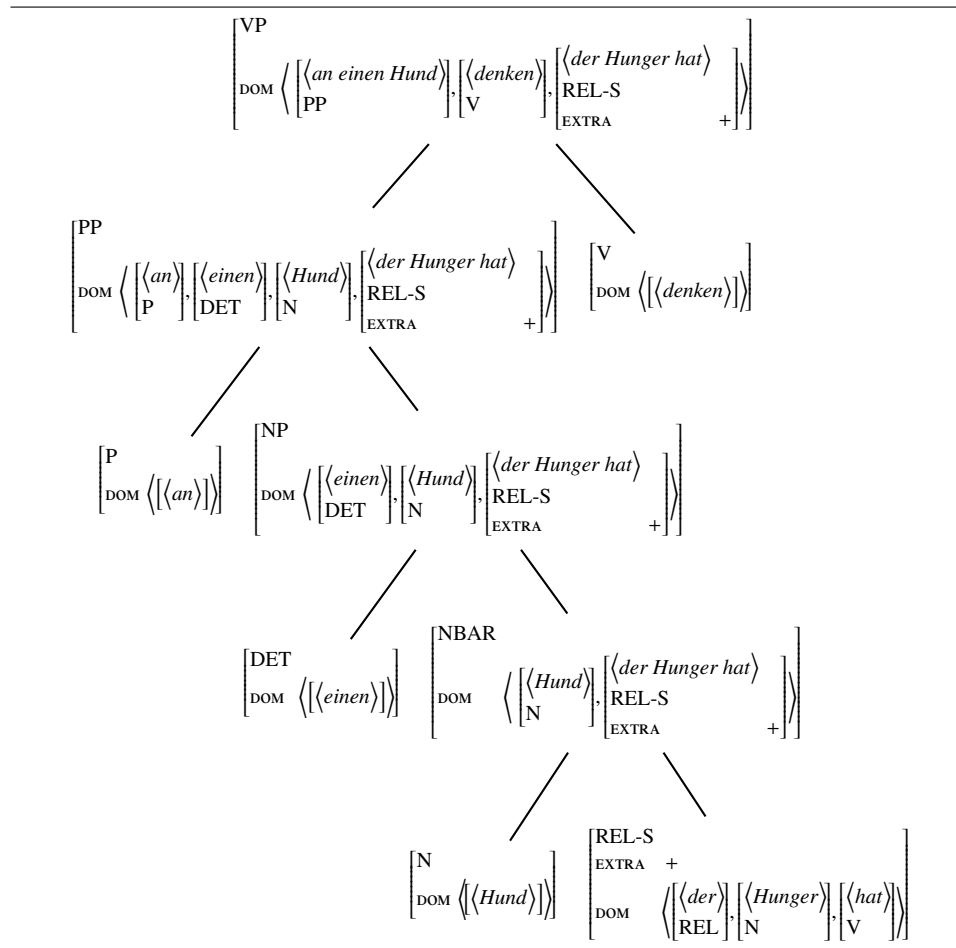 VP
DOM ⟨ [⟨an einen Hund⟩ PP], [⟨denken⟩ V], [⟨der Hunger hat⟩ REL-S EXTRA +] ⟩
PP
DOM ⟨ [⟨an⟩ P], [⟨einen⟩ DET], [⟨Hund⟩ N], [⟨der Hunger hat⟩ REL-S EXTRA +] ⟩
V
DOM ⟨[⟨denken⟩]⟩
P
DOM ⟨[⟨an⟩]⟩
NP
DOM ⟨ [⟨einen⟩ DET], [⟨Hund⟩ N], [⟨der Hunger hat⟩ REL-S EXTRA +] ⟩
DET
DOM ⟨[⟨einen⟩]⟩
NBAR
DOM ⟨ [⟨Hund⟩ N], [⟨der Hunger hat⟩ REL-S EXTRA +] ⟩
N
DOM ⟨[⟨Hund⟩]⟩
REL-S
EXTRA +
DOM ⟨ [⟨der⟩ REL], [⟨Hunger⟩ N], [⟨hat⟩ V] ⟩